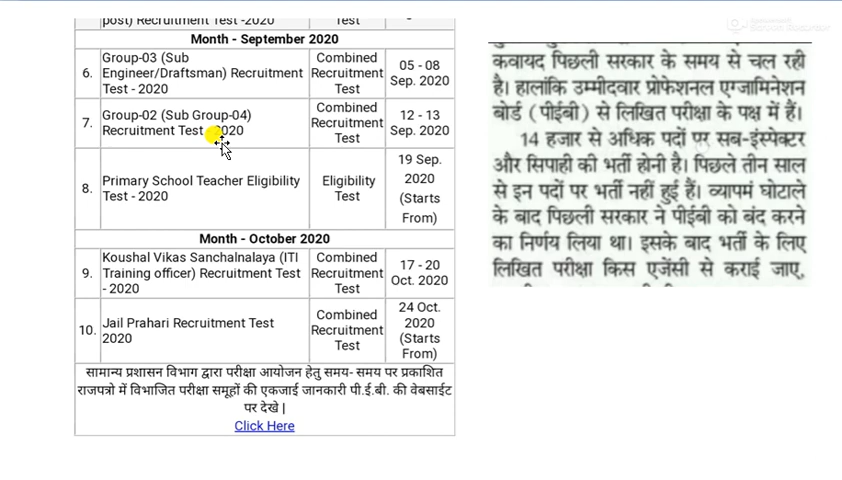 post) Recruitment Test -2020
Test
-
Month - September 2020
6.
Group-03 (Sub
Engineer/Draftsman) Recruitment
Test - 2020
Combined
Recruitment
Test
05 - 08
Sep. 2020
7.
Group-02 (Sub Group-04)
Recruitment Test - 2020
Combined
Recruitment
Test
12 - 13
Sep. 2020
8.
Primary School Teacher Eligibility
Test - 2020
Eligibility
Test
19 Sep.
2020
(Starts
From)
Month - October 2020
9.
Koushal Vikas Sanchalnalaya (ITI
Training officer) Recruitment Test
- 2020
Combined
Recruitment
Test
17 - 20
Oct. 2020
10.
Jail Prahari Recruitment Test
2020
Combined
Recruitment
Test
24 Oct.
2020
(Starts
From)
सामान्य प्रशासन विभाग द्वारा परीक्षा आयोजन हेतु समय- समय पर प्रकाशित
राजपत्रो में विभाजित परीक्षा समूहों की एकजाई जानकारी पी.ई.बी. की वेबसाईट
पर देखे |
Click Here
कवायद पिछली सरकार के समय से चल रही
है। हालांकि उम्मीदवार प्रोफेशनल एग्जामिनेशन
बोर्ड (पीईबी) से लिखित परीक्षा के पक्ष में हैं।
14 हजार से अधिक पदों पर सब-इंस्पेक्टर
और सिपाही की भर्ती होनी है। पिछले तीन साल
से इन पदों पर भर्ती नहीं हुई हैं। व्यापमं घोटाले
के बाद पिछली सरकार ने पीईबी को बंद करने
का निर्णय लिया था। इसके बाद भर्ती के लिए
लिखित परीक्षा किस एजेंसी से कराई जाए,